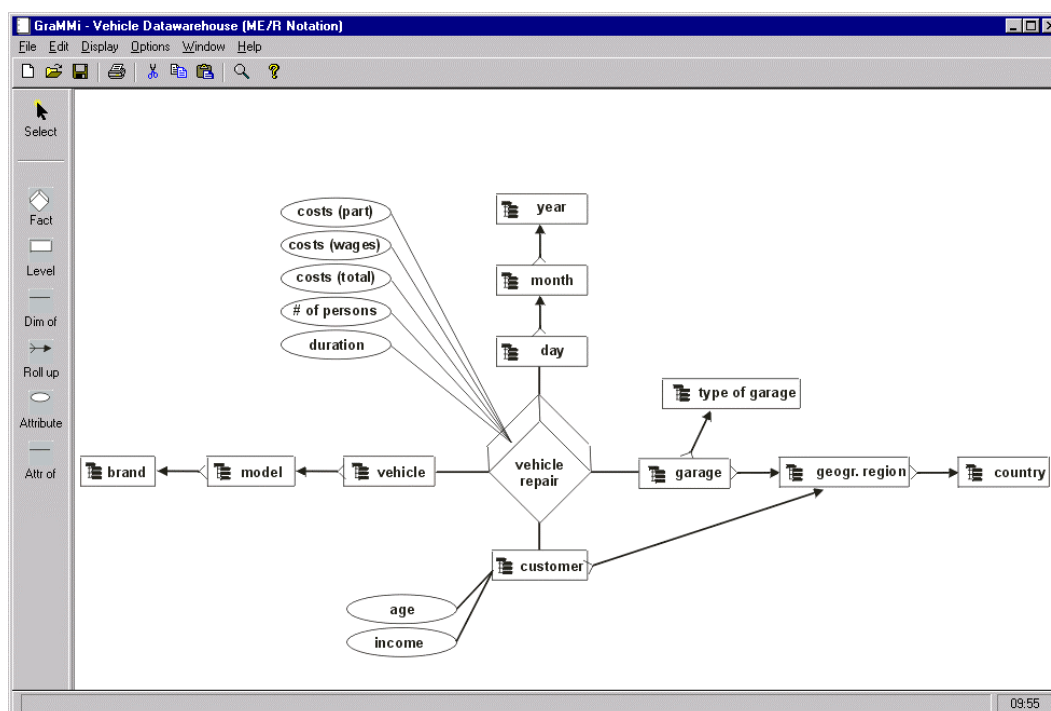 GraMMi - Vehicle Datawarehouse (ME/R Notation)
File Edit Display Options Window Help
Select
Fact
Level
Dim of
Roll up
Attribute
Attr of
costs (part)
costs (wages)
costs (total)
# of persons
duration
year
month
day
type of garage
brand
model
vehicle
vehicle
repair
garage
geogr. region
country
customer
age
income
09:55